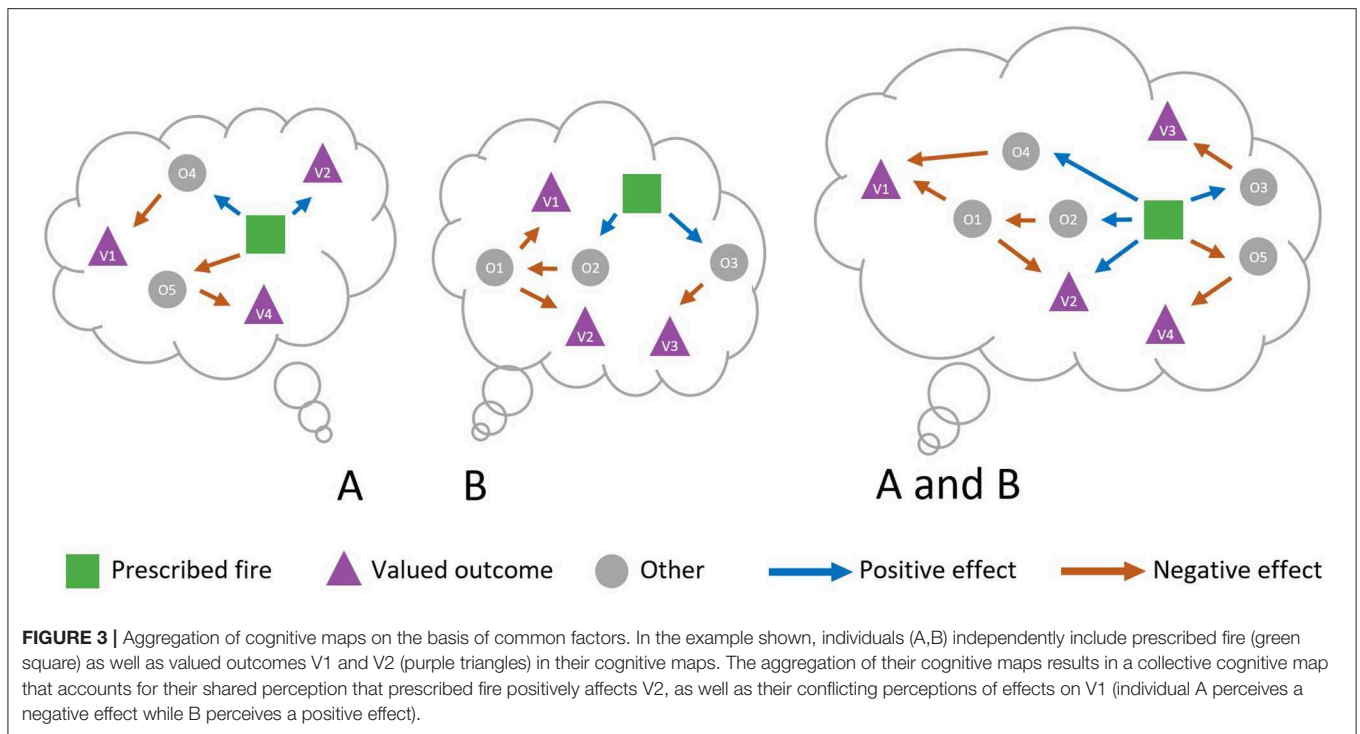 O4
V2
V1
O5
V4
V1
O1
O2
O3
V2
V3
V3
O4
V1
O3
O1
O2
O5
V2
V4
A
B
A and B
Prescribed fire
Valued outcome
Other
Positive effect
Negative effect
FIGURE 3 | Aggregation of cognitive maps on the basis of common factors. In the example shown, individuals (A,B) independently include prescribed fire (green
square) as well as valued outcomes V1 and V2 (purple triangles) in their cognitive maps. The aggregation of their cognitive maps results in a collective cognitive map
that accounts for their shared perception that prescribed fire positively affects V2, as well as their conflicting perceptions of effects on V1 (individual A perceives a
negative effect while B perceives a positive effect).